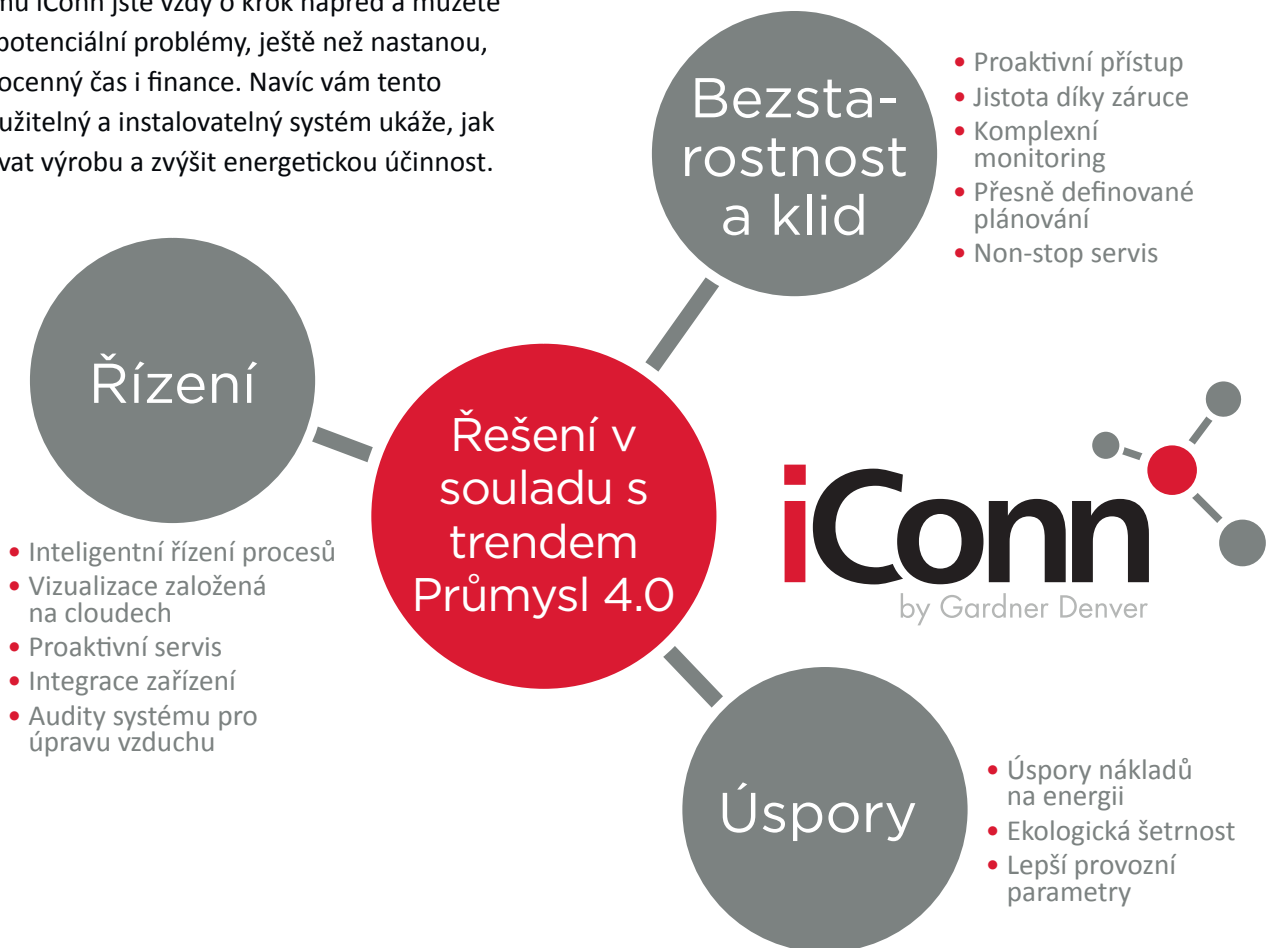 iConn jste vždy o krok napřed a můžete
potenciální problémy, ještě než nastanou,
čas i finance. Navíc vám tento
a instalovatelný systém ukáže, jak
výrobu a zvýšit energetickou účinnost.
Bezsta-
rostnost
a klid
• Proaktivní přístup
• Jistota díky záruce
• Komplexní
monitoring
• Přesně definované
plánování
• Non-stop servis
Řízení
• Inteligentní řízení procesů
• Vizualizace založená
na cloudech
• Proaktivní servis
• Integrace zařízení
• Audity systému pro
úpravu vzduchu
Řešení v
souladu s
trendem
Průmysl 4.0
iConn
by Gardner Denver
Úspory
• Úspory nákladů
na energii
• Ekologická šetrnost
• Lepší provozní
parametry